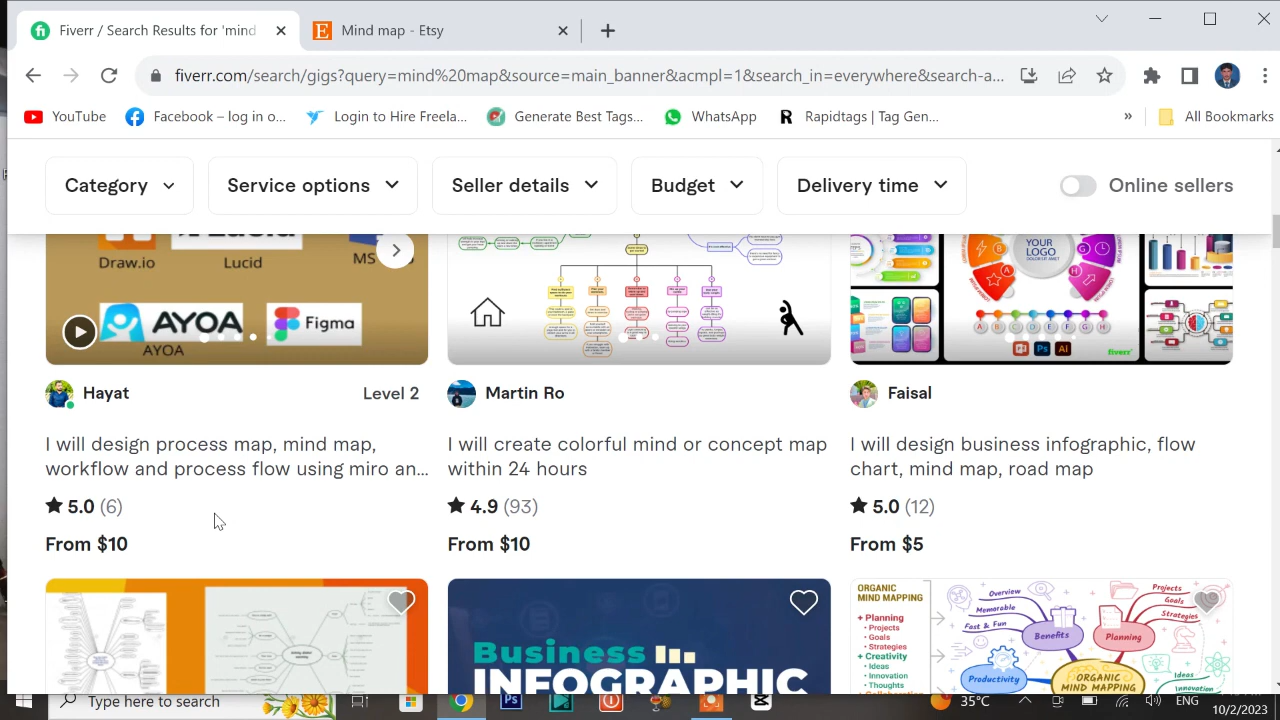 Fiverr / Search Results for 'mind
Mind map - Etsy
fiverr.com/search/gigs?query=mind%20map&source=main_banner&acmpl=1&search_in=everywhere&search-a...
YouTube
Facebook – log in o...
Login to Hire Freela...
Generate Best Tags...
WhatsApp
Rapidtags | Tag Gen...
»
All Bookmarks
Category
Service options
Seller details
Budget
Delivery time
Online sellers
Draw.io
Lucid
MS
AYOA
Figma
AYOA
YOUR LOGO
Ps
Ai
fiverr
Hayat
Level 2
Martin Ro
Faisal
I will design process map, mind map,
workflow and process flow using miro an...
I will create colorful mind or concept map
within 24 hours
I will design business infographic, flow
chart, mind map, road map
5.0 (6)
4.9 (93)
5.0 (12)
From $10
From $10
From $5
Business
INFOGRAPHIC
ORGANIC
MIND MAPPING
+ Planning
• Projects
• Goals
• Strategies
+ Creativity
• Ideas
• Innovation
• Thoughts
Overview
Memorable
Fast & Fun
Benefits
Productivity
Projects
Goals
Strategies
Planning
Ideas
Innovation
ORGANIC
MIND MAPPING
Type here to search
Ps
35°C
ENG
10/2/2023